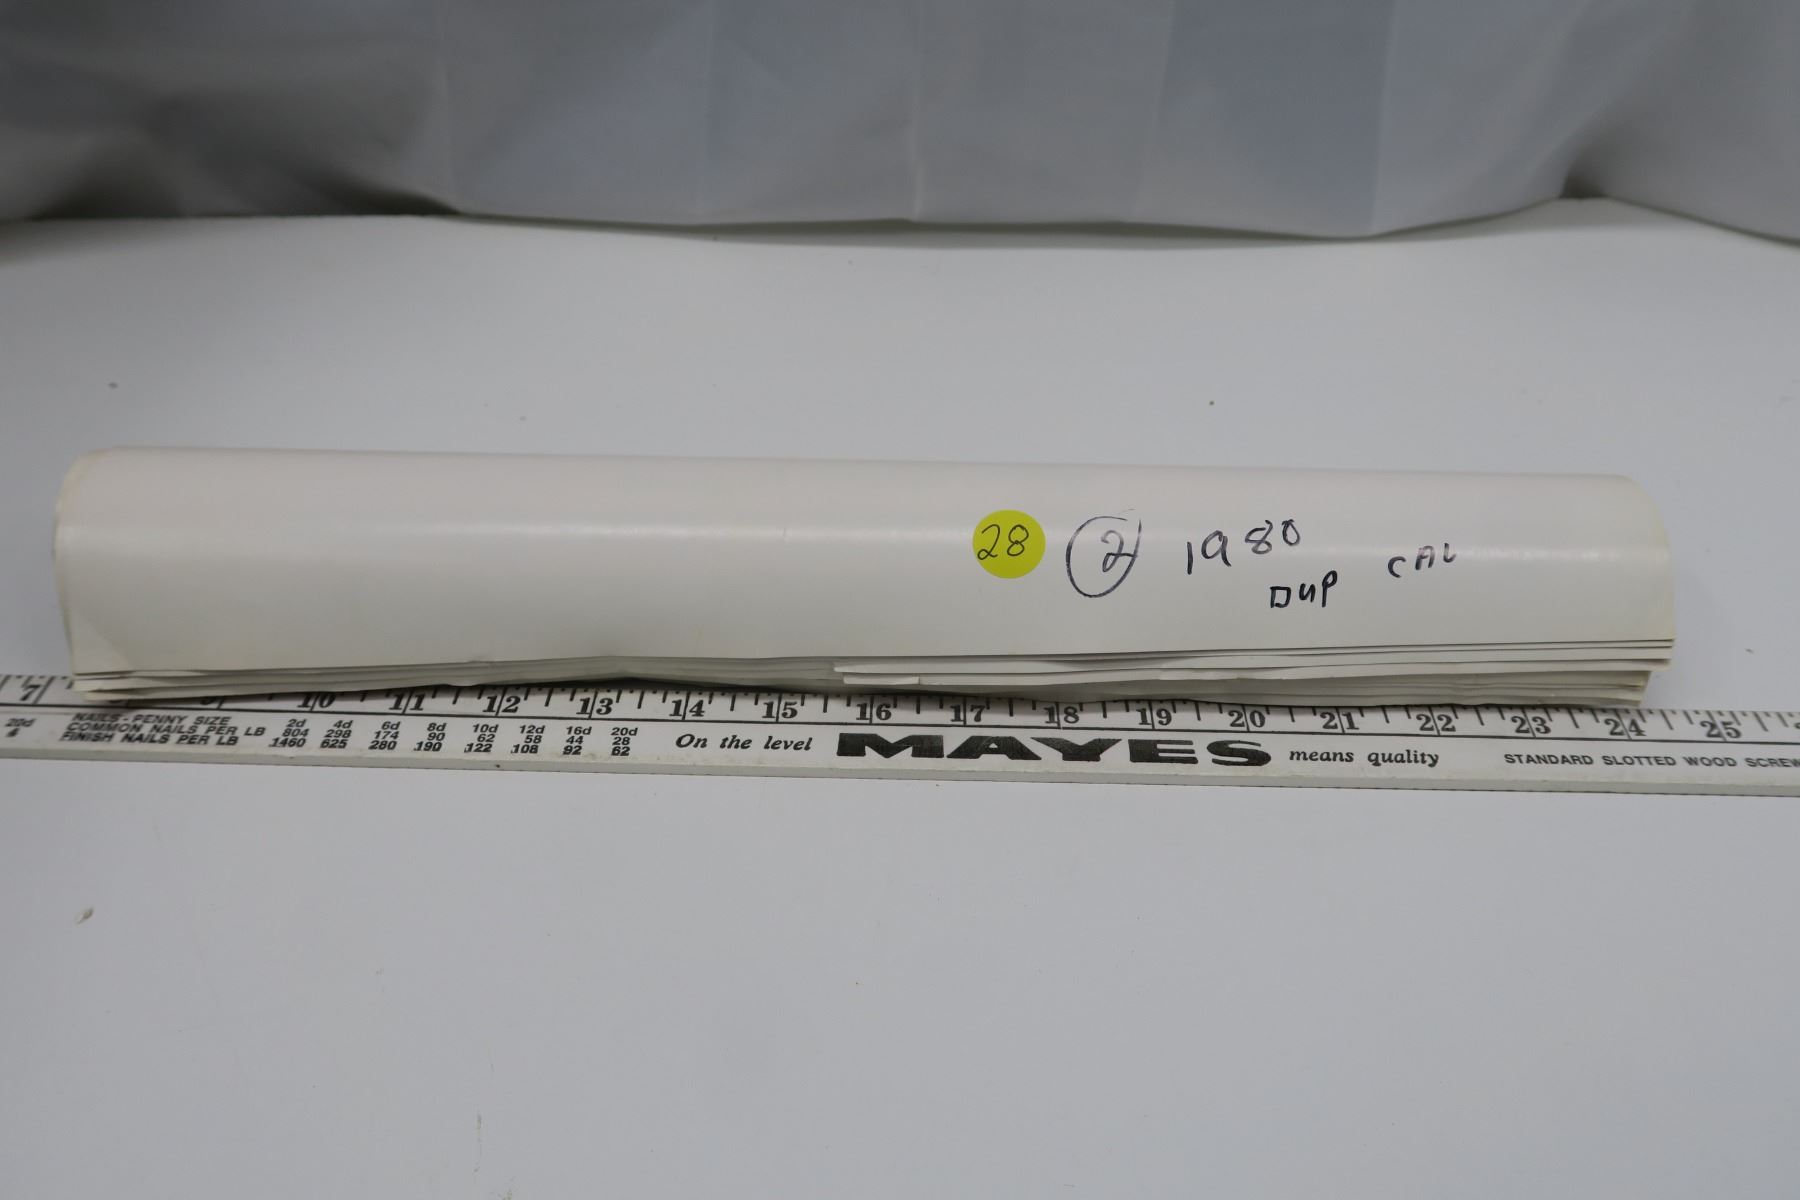 28
2
1980
CAL
DUP
7 10 11 12 13 14 15 16 17 18 19 20 21 22 23 24 25
20d
4
NAILS - PENNY SIZE 2d 4d 6d 8d 10d 12d 16d 20d
COMMON NAILS PER LB 804 298 174 90 62 58 44 28
FINISH NAILS PER LB 1460 625 280 190 122 108 92 62
On the level MAYES means quality
STANDARD SLOTTED WOOD SCREW